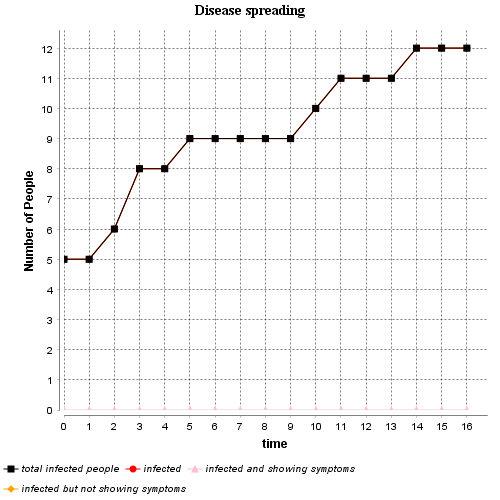 Disease spreading
Number of People
12
11
10
9
8
7
6
5
4
3
2
1
0
0 1 2 3 4 5 6 7 8 9 10 11 12 13 14 15 16
time
total infected people infected infected and showing symptoms
infected but not showing symptoms